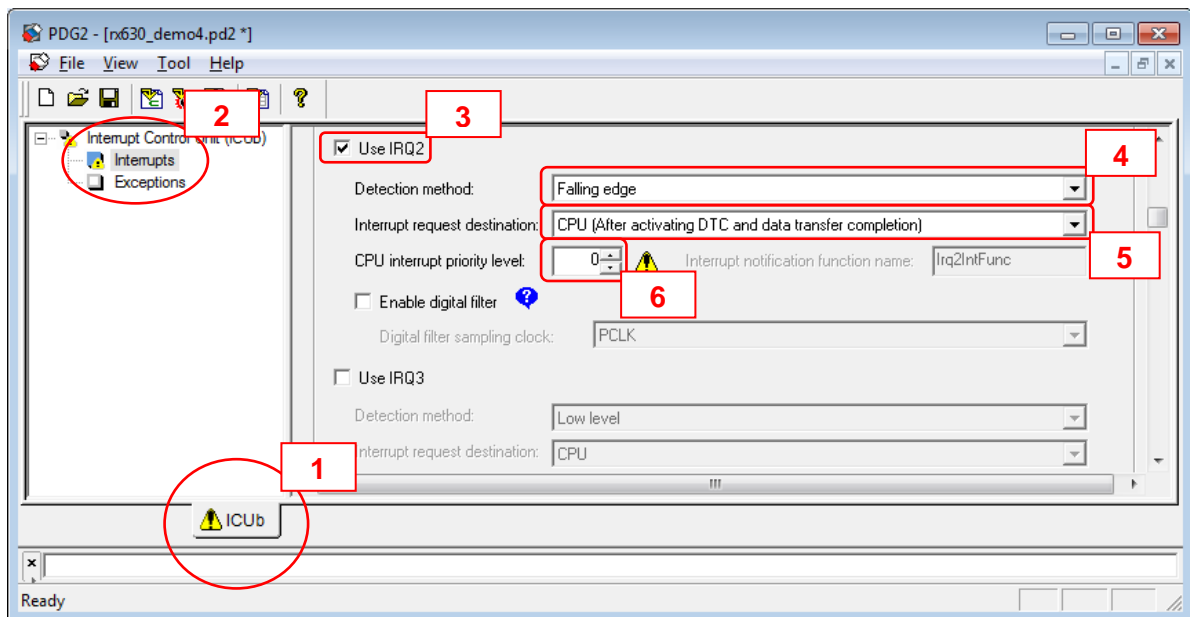 PDG2 - [rx630_demo4.pd2 *]
File View Tool Help
2
3
Interrupt Control Unit (ICUb)
Interrupts
Exceptions
Use IRQ2
4
Detection method: Falling edge
Interrupt request destination: CPU (After activating DTC and data transfer completion)
CPU interrupt priority level: 0 Interrupt notification function name: Irq2IntFunc
5
6
Enable digital filter
Digital filter sampling clock: PCLK
Use IRQ3
Detection method: Low level
Interrupt request destination: CPU
1
ICUb
Ready